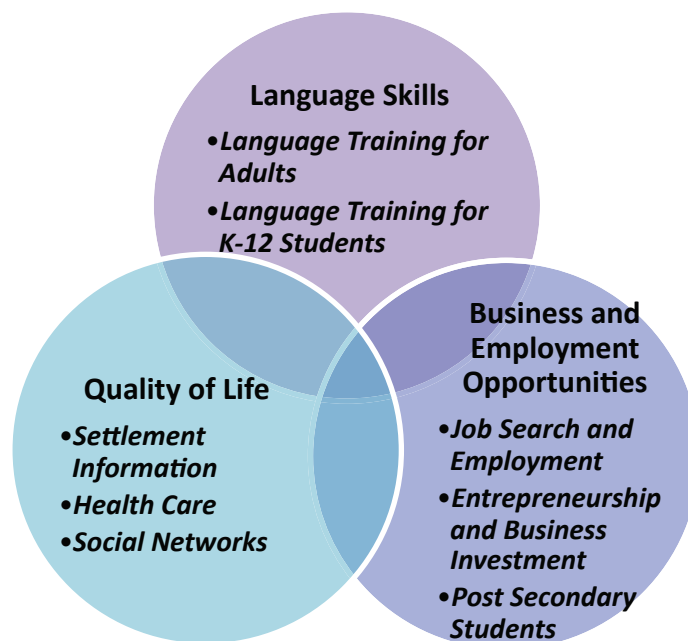 Language Skills
•Language Training for
Adults
•Language Training for
K-12 Students
Quality of Life
•Settlement
Information
•Health Care
•Social Networks
Business and
Employment
Opportunities
•Job Search and
Employment
•Entrepreneurship
and Business
Investment
•Post Secondary
Students